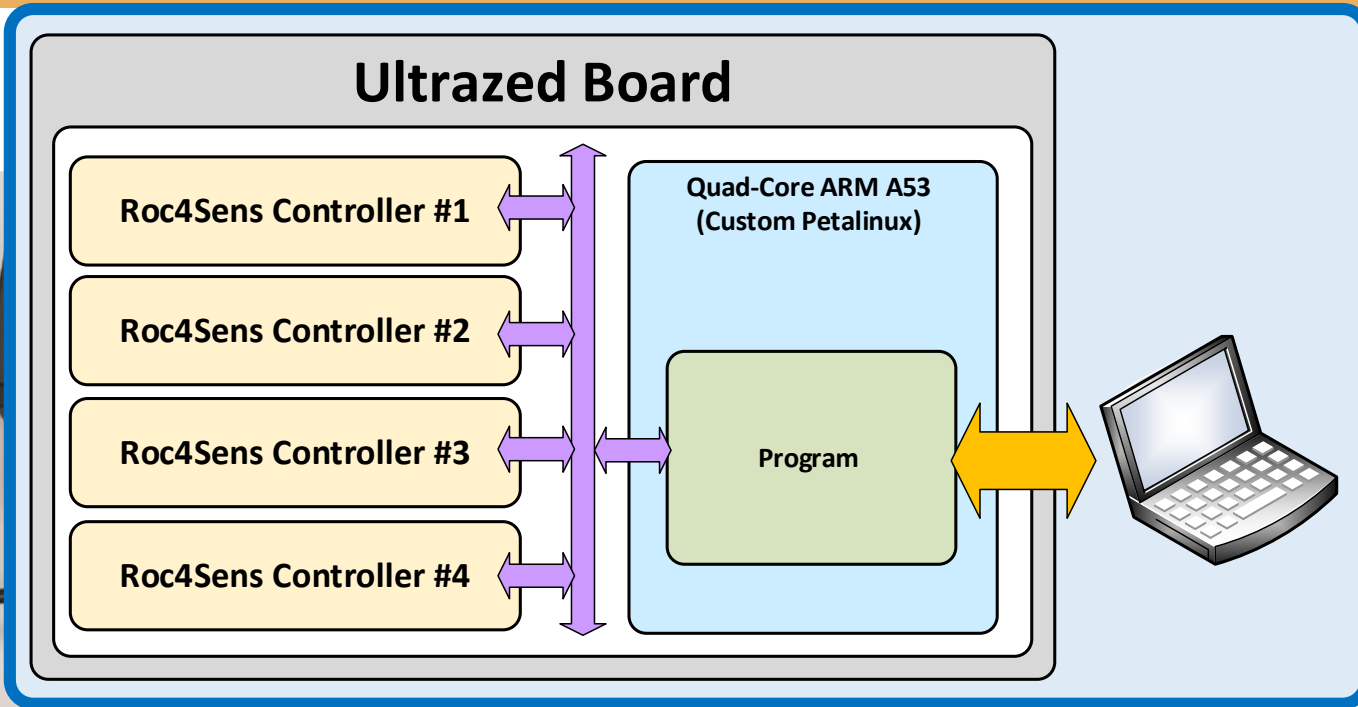 Ultrazed Board
Roc4Sens Controller #1
Roc4Sens Controller #2
Roc4Sens Controller #3
Roc4Sens Controller #4
Quad-Core ARM A53
(Custom Petalinux)
Program